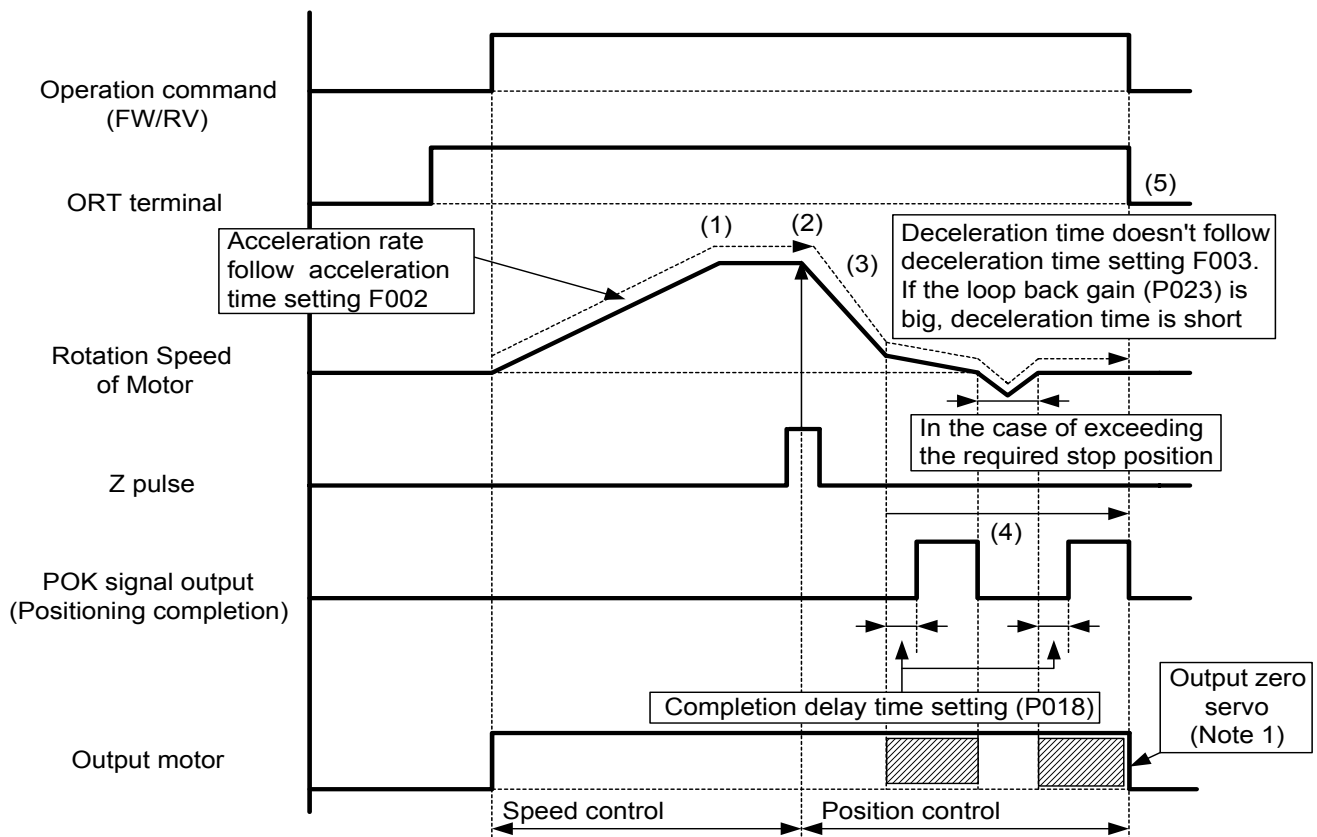 Operation command
(FW/RV)
ORT terminal
(5)
(1)
(2)
(3)
Acceleration rate
follow acceleration
time setting F002
Deceleration time doesn't follow
deceleration time setting F003.
If the loop back gain (P023) is
big, deceleration time is short
Rotation Speed
of Motor
In the case of exceeding
the required stop position
Z pulse
(4)
POK signal output
(Positioning completion)
Completion delay time setting (P018)
Output zero
servo
(Note 1)
Output motor
Speed control
Position control